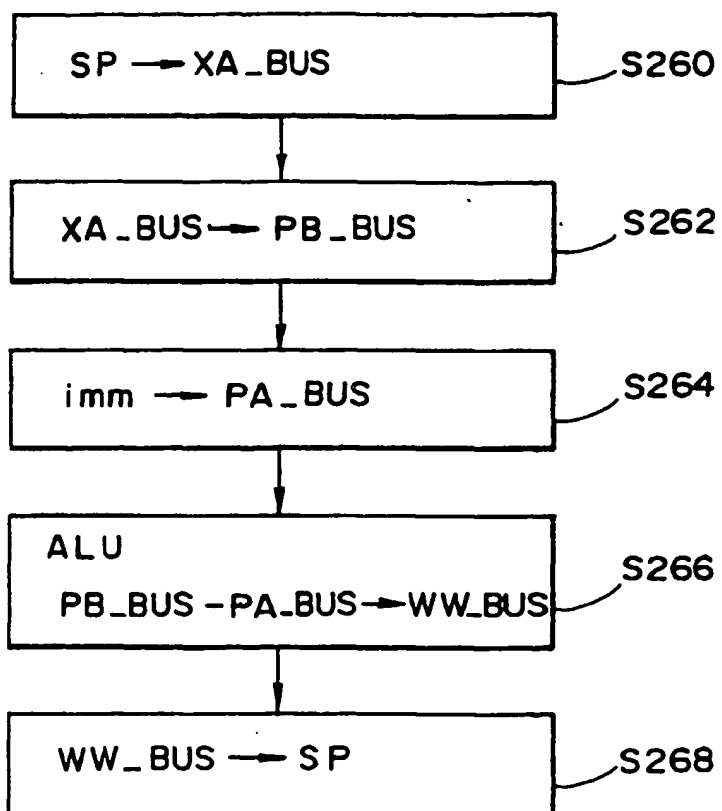 SP → XA_BUS
S260
XA_BUS → PB_BUS
S262
imm → PA_BUS
S264
ALU
PB_BUS - PA_BUS → WW_BUS
S266
WW_BUS → SP
S268